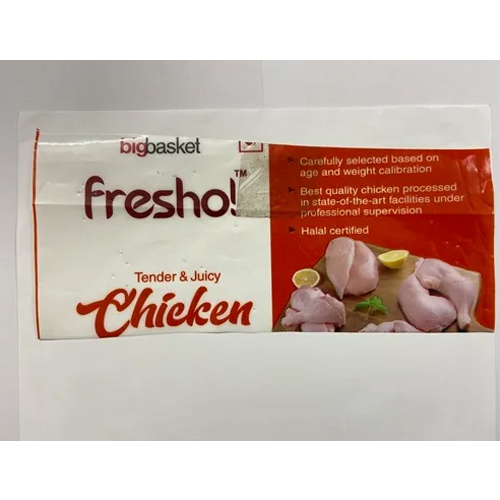 bigbasket
fresho!™
Tender & Juicy
Chicken
Carefully selected based on
age and weight calibration
Best quality chicken processed
in state-of-the-art facilities under
professional supervision
Halal certified